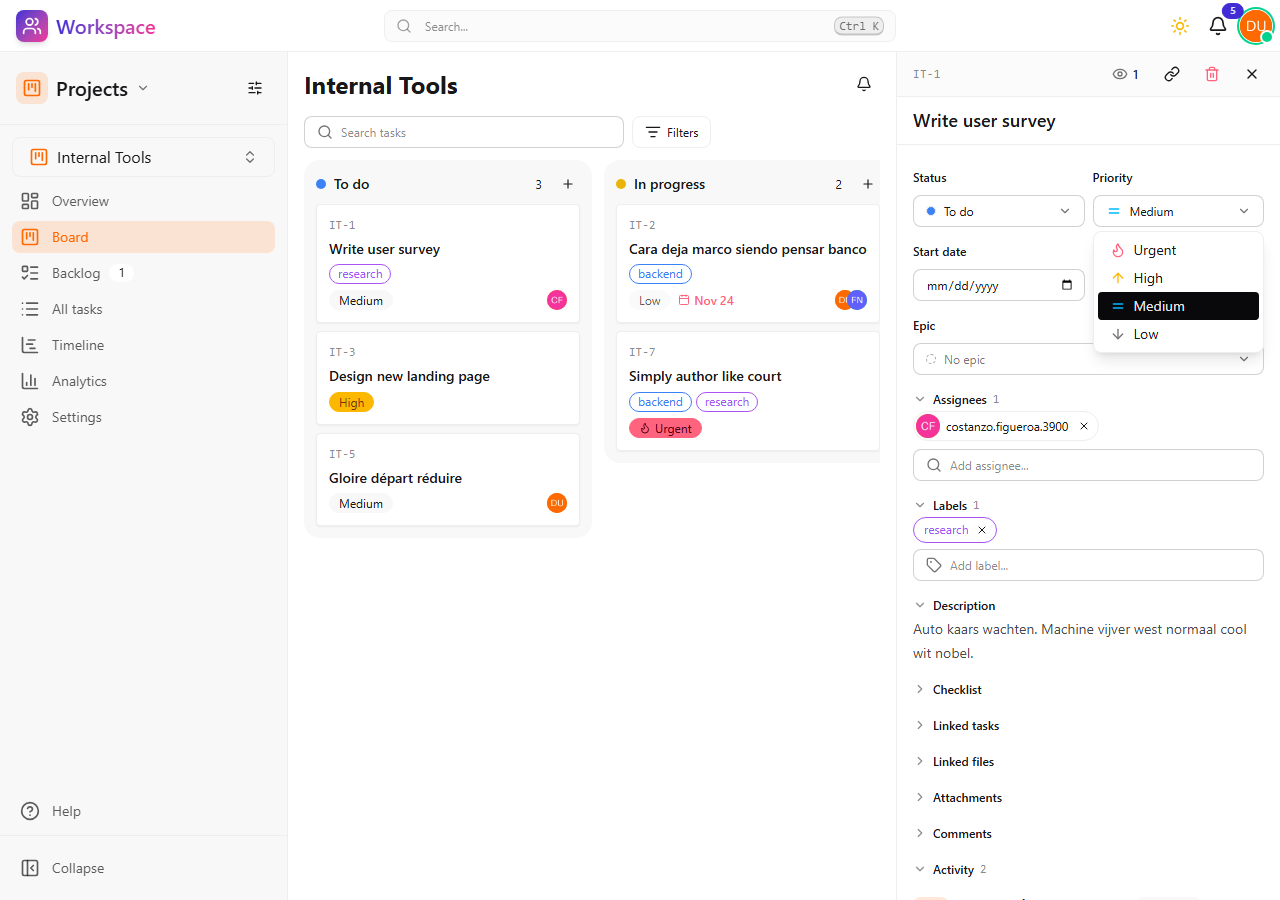 Workspace
Search...
Ctrl K
5
DU
Projects
Internal Tools
Overview
Board
Backlog 1
All tasks
Timeline
Analytics
Settings
Help
Collapse
Internal Tools
Search tasks
Filters
To do 3
IT-1
Write user survey
research
Medium
CF
IT-3
Design new landing page
High
IT-5
Gloire départ réduire
Medium
DU
In progress 2
IT-2
Cara deja marco siendo pensar banco
backend
Low Nov 24
FN
IT-7
Simply author like court
backend research
Urgent
IT-1
1
Write user survey
Status
To do
Priority
Medium
Urgent
High
Medium
Low
Start date
mm/dd/yyyy
Epic
No epic
Assignees 1
CF costanzo.figueroa.3900
Add assignee...
Labels 1
research
Add label...
Description
Auto kaars wachten. Machine vijver west normaal cool
wit nobel.
Checklist
Linked tasks
Linked files
Attachments
Comments
Activity 2